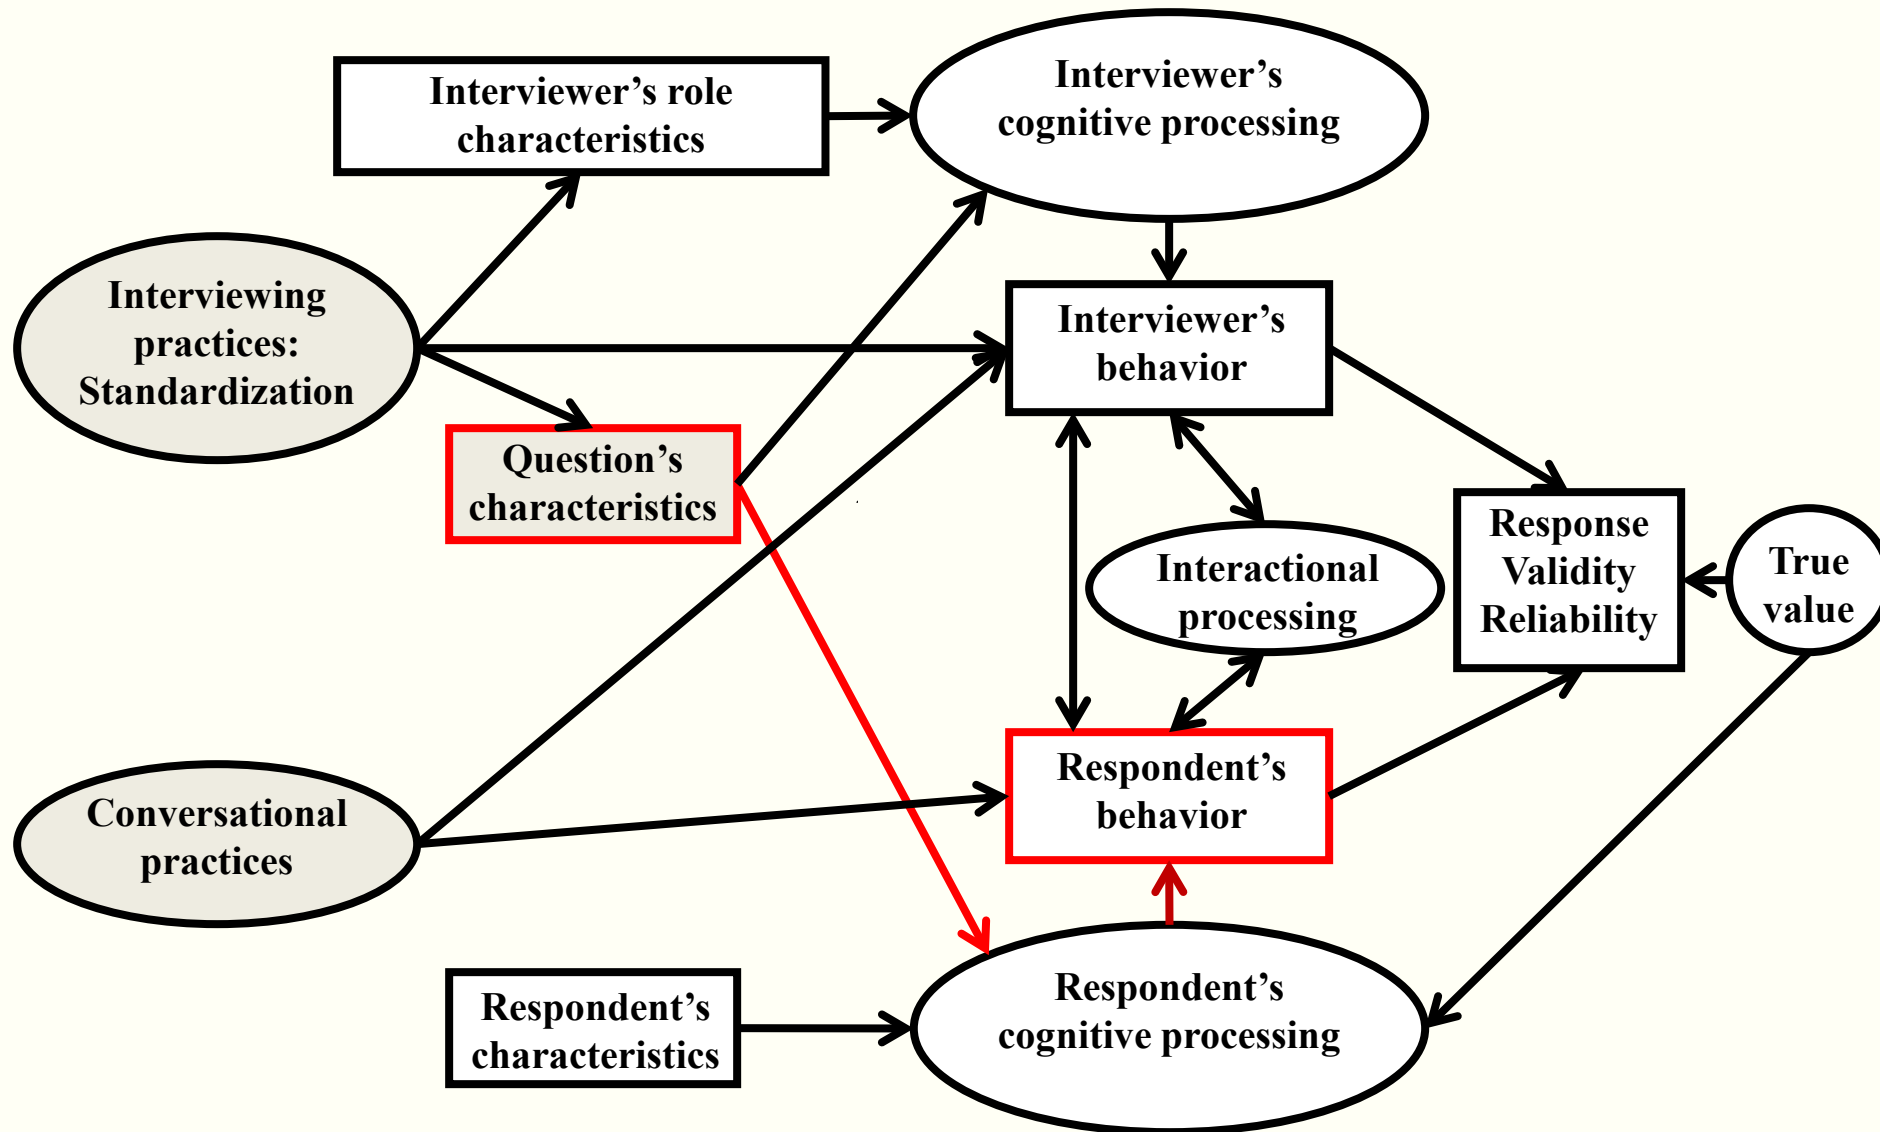 Interviewer’s role
characteristics
Interviewer’s
cognitive processing
Interviewing
practices:
Standardization
Interviewer’s
behavior
Question’s
characteristics
Response
Validity
Reliability
True
value
Interactional
processing
Respondent’s
behavior
Conversational
practices
Respondent’s
characteristics
Respondent’s
cognitive processing